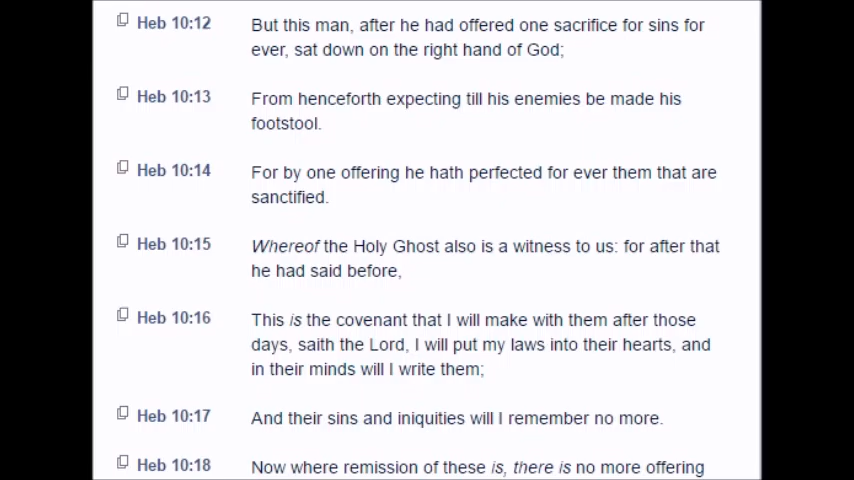 Heb 10:12 But this man, after he had offered one sacrifice for sins for
ever, sat down on the right hand of God;
Heb 10:13 From henceforth expecting till his enemies be made his
footstool.
Heb 10:14 For by one offering he hath perfected for ever them that are
sanctified.
Heb 10:15 Whereof the Holy Ghost also is a witness to us: for after that
he had said before,
Heb 10:16 This is the covenant that I will make with them after those
days, saith the Lord, I will put my laws into their hearts, and
in their minds will I write them;
Heb 10:17 And their sins and iniquities will I remember no more.
Heb 10:18 Now where remission of these is, there is no more offering